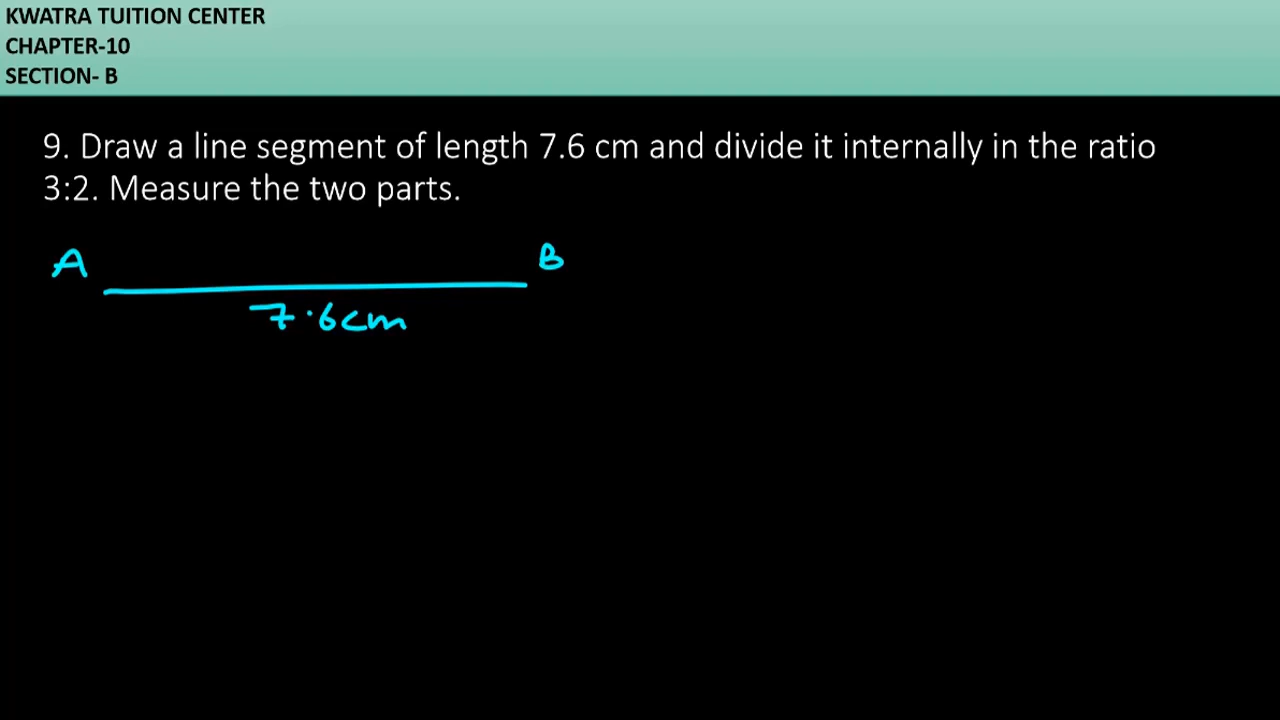 KWATRA TUITION CENTER
CHAPTER-10
SECTION- B
9. Draw a line segment of length 7.6 cm and divide it internally in the ratio
3:2. Measure the two parts.
A B
7.6cm